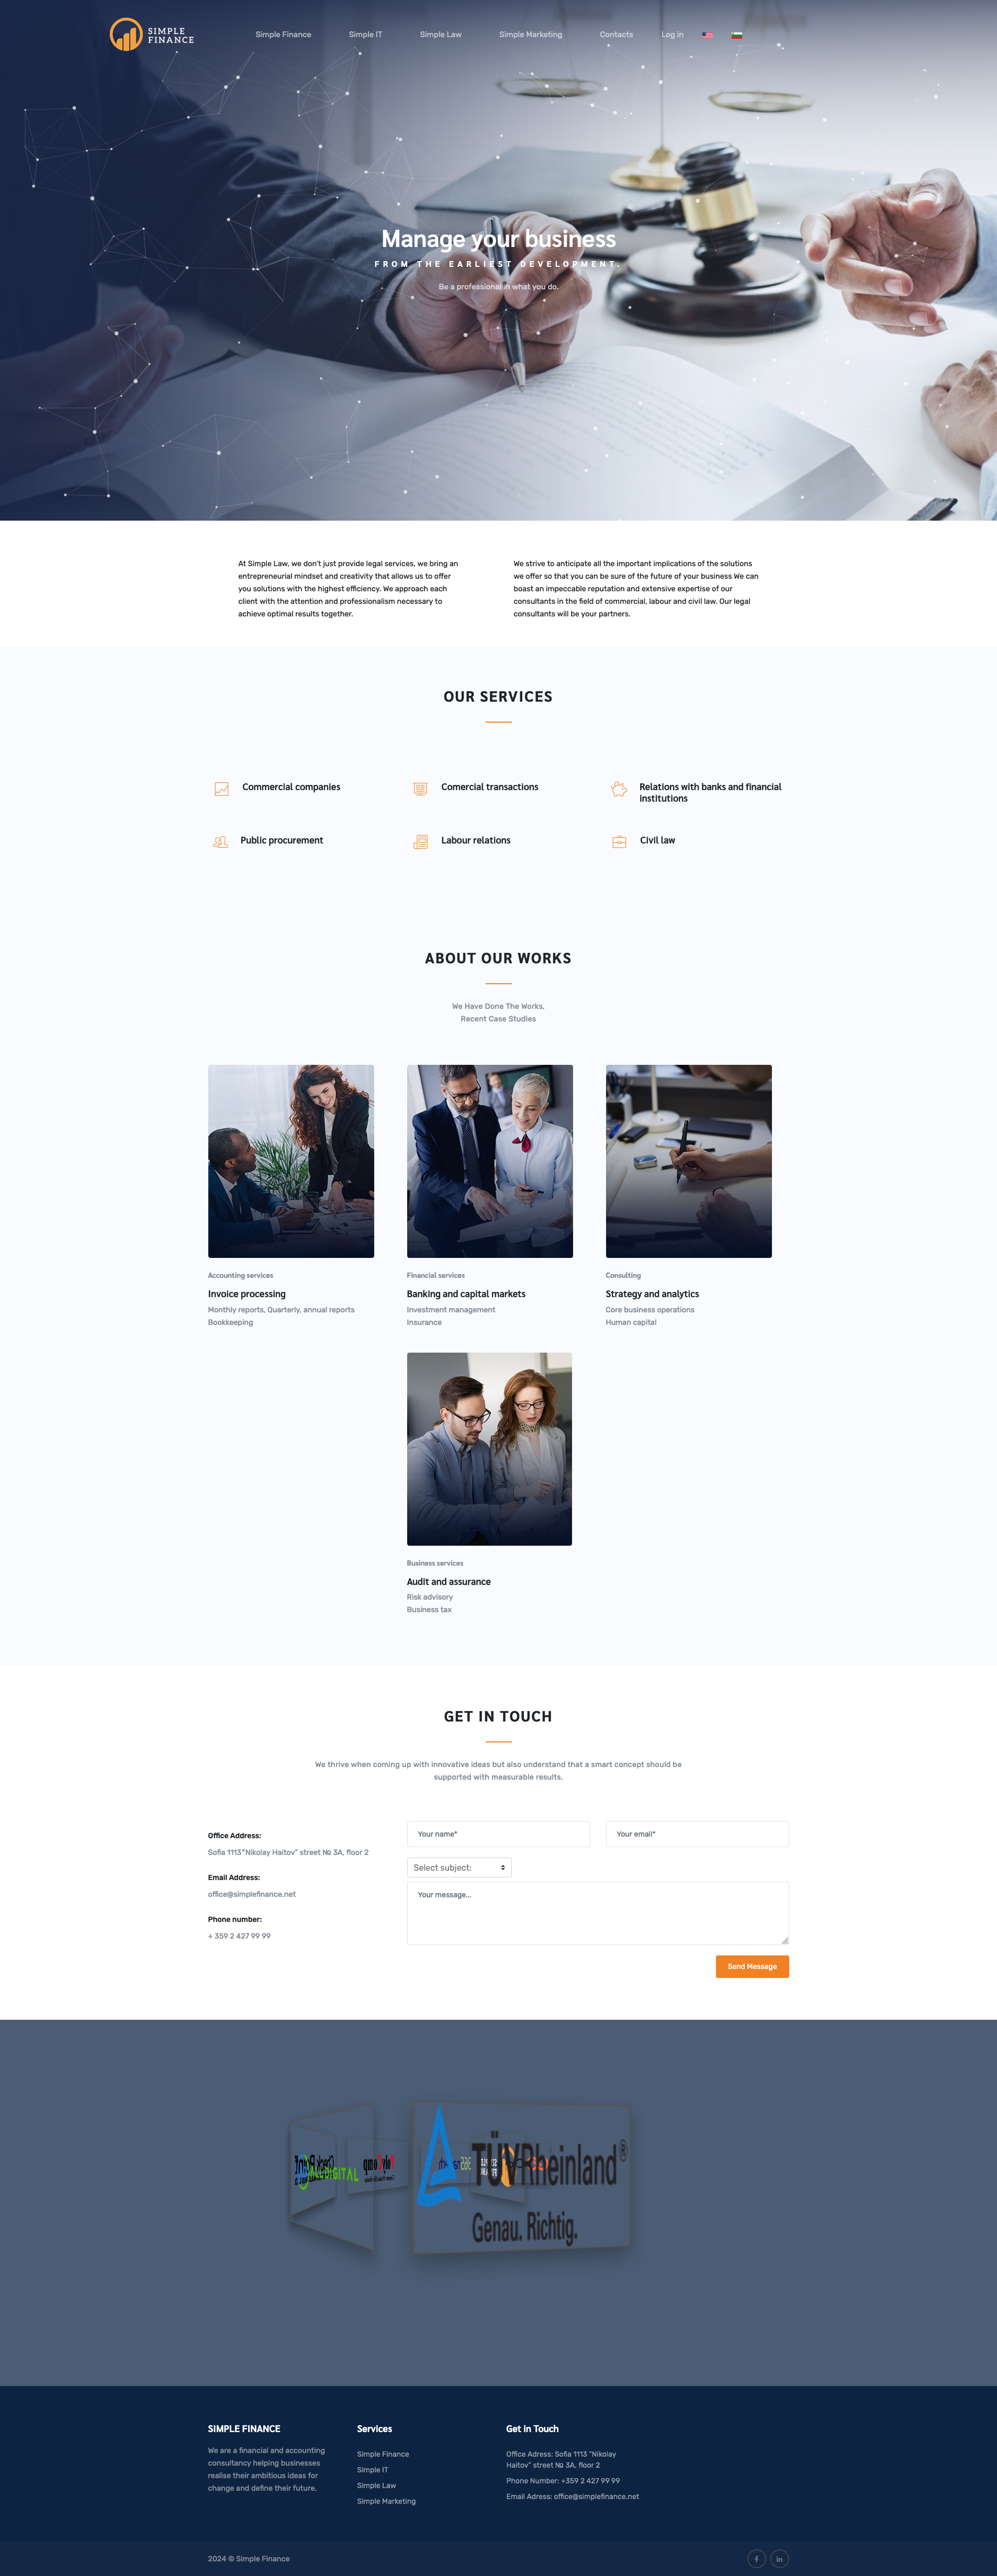 SIMPLE
FINANCE
Simple Finance
Simple IT
Simple Law
Simple Marketing
Contacts
Log in
Manage your business
FROM THE EARLIEST DEVELOPMENT.
Be a professional in what you do.
At Simple Law, we don't just provide legal services, we bring an
entrepreneurial mindset and creativity that allows us to offer
you solutions with the highest efficiency. We approach each
client with the attention and professionalism necessary to
achieve optimal results together.
We strive to anticipate all the important implications of the solutions
we offer so that you can be sure of the future of your business We can
boast an impeccable reputation and extensive expertise of our
consultants in the field of commercial, labour and civil law. Our legal
consultants will be your partners.
OUR SERVICES
Commercial companies
Comercial transactions
Relations with banks and financial
institutions
Public procurement
Labour relations
Civil law
ABOUT OUR WORKS
We Have Done The Works,
Recent Case Studies
Accounting services
Invoice processing
Monthly reports, Quarterly, annual reports
Bookkeeping
Financial services
Banking and capital markets
Investment management
Insurance
Consulting
Strategy and analytics
Core business operations
Human capital
Business services
Audit and assurance
Risk advisory
Business tax
GET IN TOUCH
We thrive when coming up with innovative ideas but also understand that a smart concept should be
supported with measurable results.
Office Address:
Sofia 1113"Nikolay Haitov" street № 3A, floor 2
Email Address:
office@simplefinance.net
Phone number:
+ 359 2 427 99 99
Your name*
Your email*
Select subject:
Your message...
Send Message
TÜVRheinland®
Genau. Richtig.
SIMPLE FINANCE
We are a financial and accounting
consultancy helping businesses
realise their ambitious ideas for
change and define their future.
Services
Simple Finance
Simple IT
Simple Law
Simple Marketing
Get in Touch
Office Adress: Sofia 1113 "Nikolay
Haitov" street № 3A, floor 2
Phone Number: +359 2 427 99 99
Email Adress: office@simplefinance.net
2024 © Simple Finance